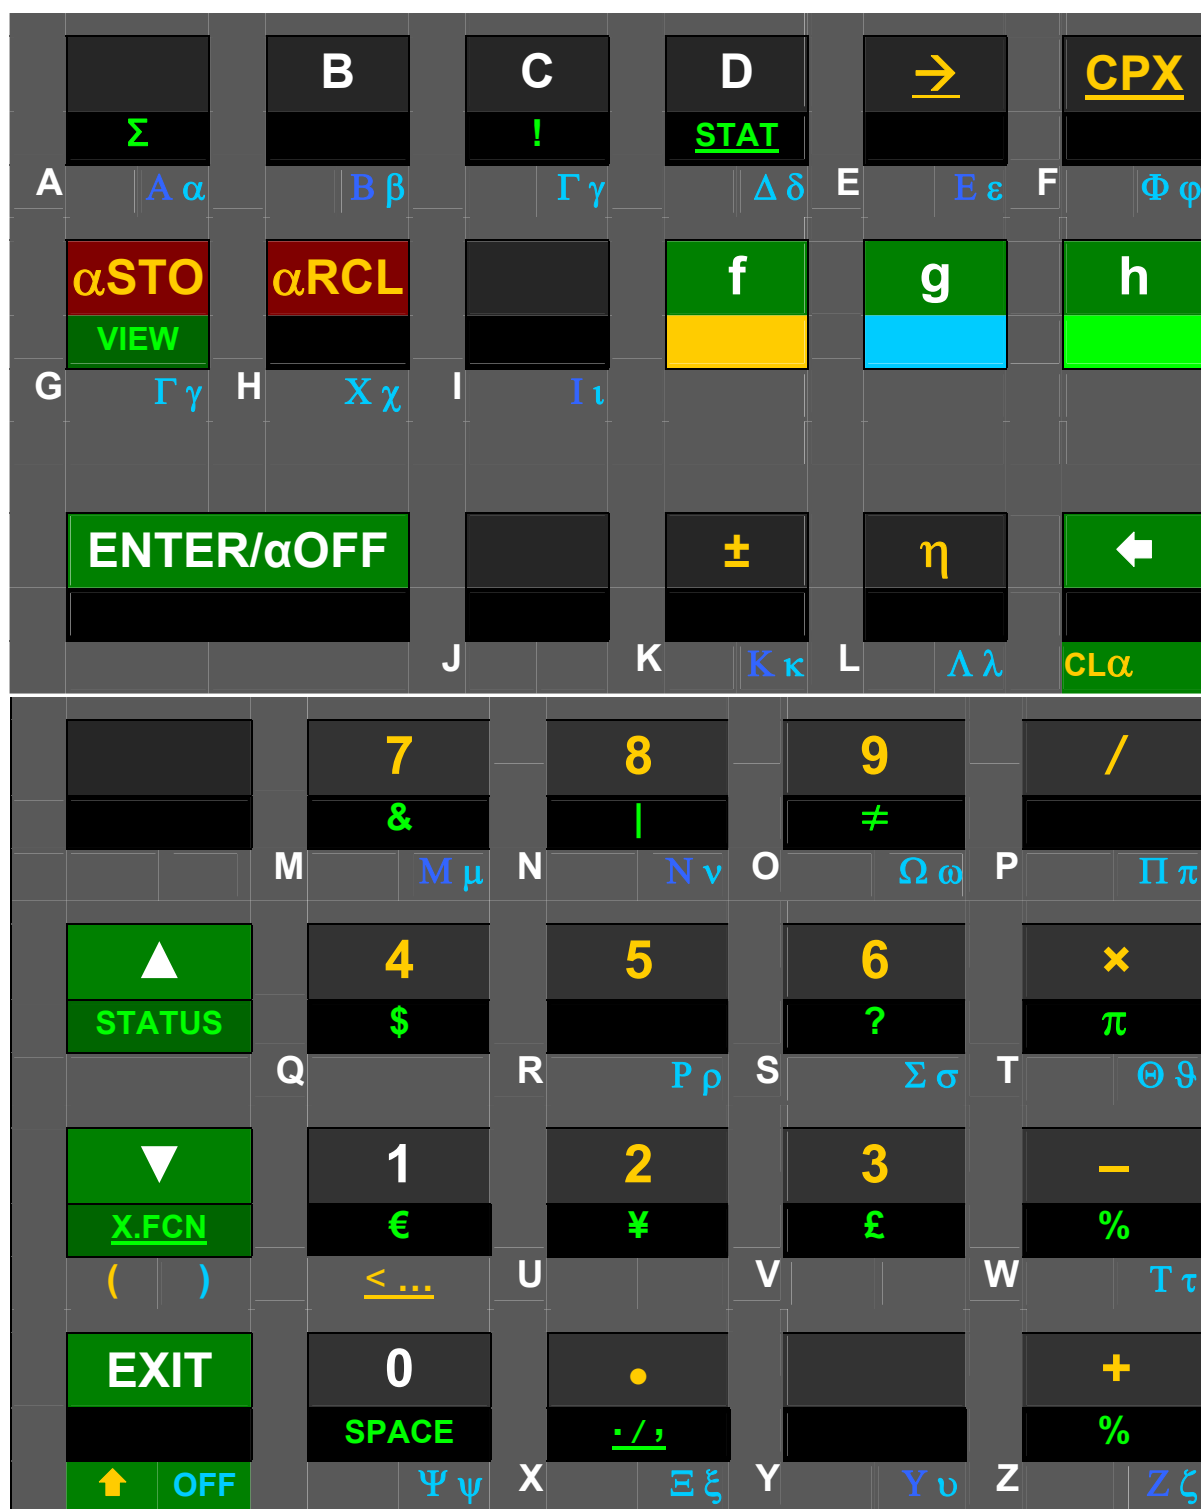 B C D → CPX
Σ ! STAT
A Α α Β β Γ γ Δ δ E Ε ε F Φ φ
αSTO αRCL f g h
VIEW
G Γ γ H Χ χ I Ι ι
ENTER/αOFF ± η 🡄
J K Κ κ L Λ λ CLα
7 8 9 /
& | ≠
M Μ μ N Ν ν O Ω ω P Π π
▲ 4 5 6 ×
STATUS $ ? π
Q R Ρ ρ S Σ σ T Θ ϑ
▼ 1 2 3 –
X.FCN € ¥ £ %
( ) < ... U V W Τ τ
EXIT 0 • +
SPACE ./, %
🡅 OFF Ψ ψ X Ξ ξ Y Υ υ Z Ζ ζ